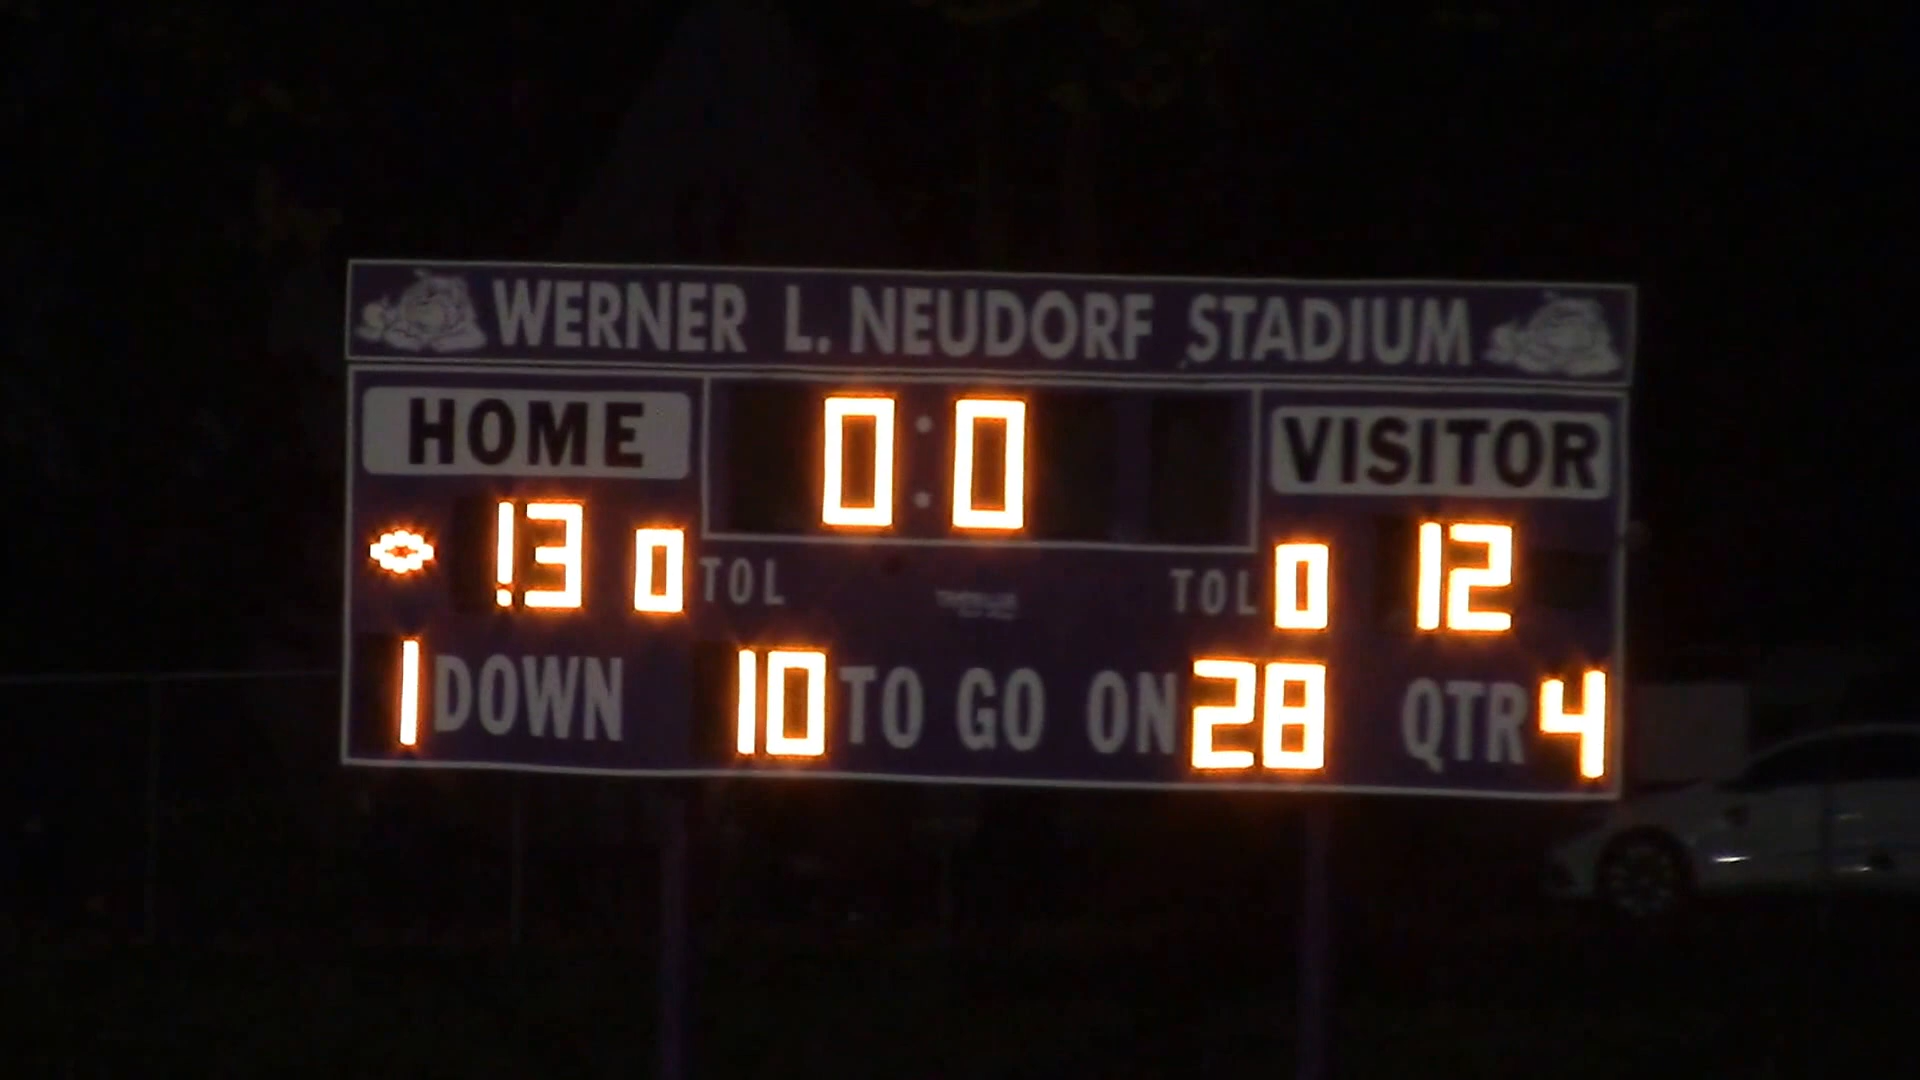 WERNER L. NEUDORF STADIUM
HOME 0:0 VISITOR
13 0 TOL TOL 0 12
1 DOWN 10 TO GO ON 28 QTR 4